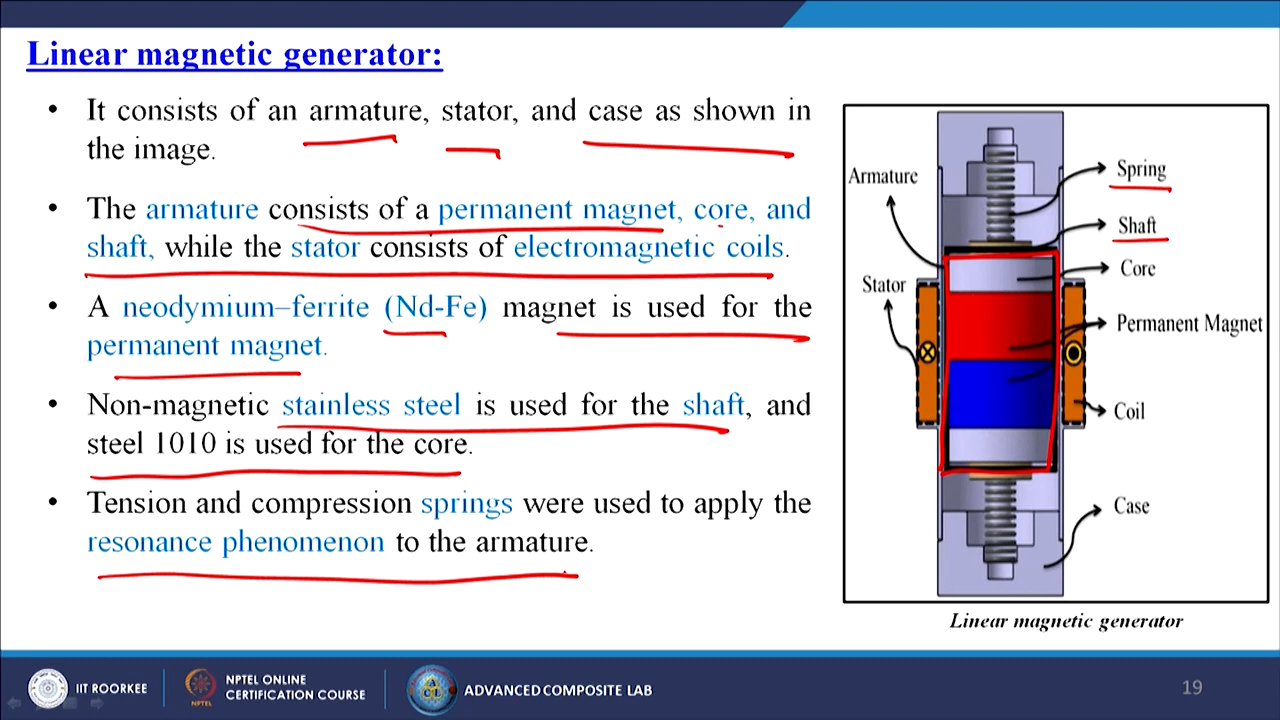 Linear magnetic generator:
• It consists of an armature, stator, and case as shown in
the image.
• The armature consists of a permanent magnet, core, and
shaft, while the stator consists of electromagnetic coils.
• A neodymium–ferrite (Nd-Fe) magnet is used for the
permanent magnet.
• Non-magnetic stainless steel is used for the shaft, and
steel 1010 is used for the core.
• Tension and compression springs were used to apply the
resonance phenomenon to the armature.
Armature
Stator
Spring
Shaft
Core
Permanent Magnet
Coil
Case
Linear magnetic generator
IIT ROORKEE
NPTEL
NPTEL ONLINE
CERTIFICATION COURSE
ACL
ADVANCED COMPOSITE LAB
19